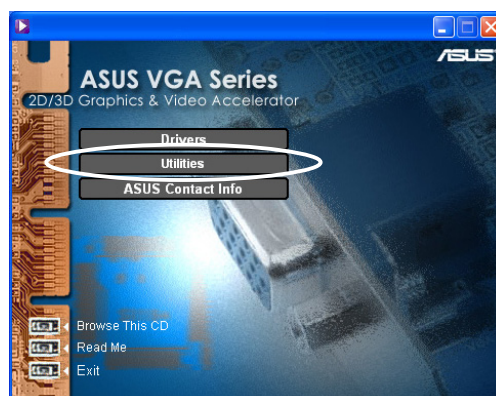 ASUS
ASUS VGA Series
2D/3D Graphics & Video Accelerator
Drivers
Utilities
ASUS Contact Info
Browse This CD
Read Me
Exit